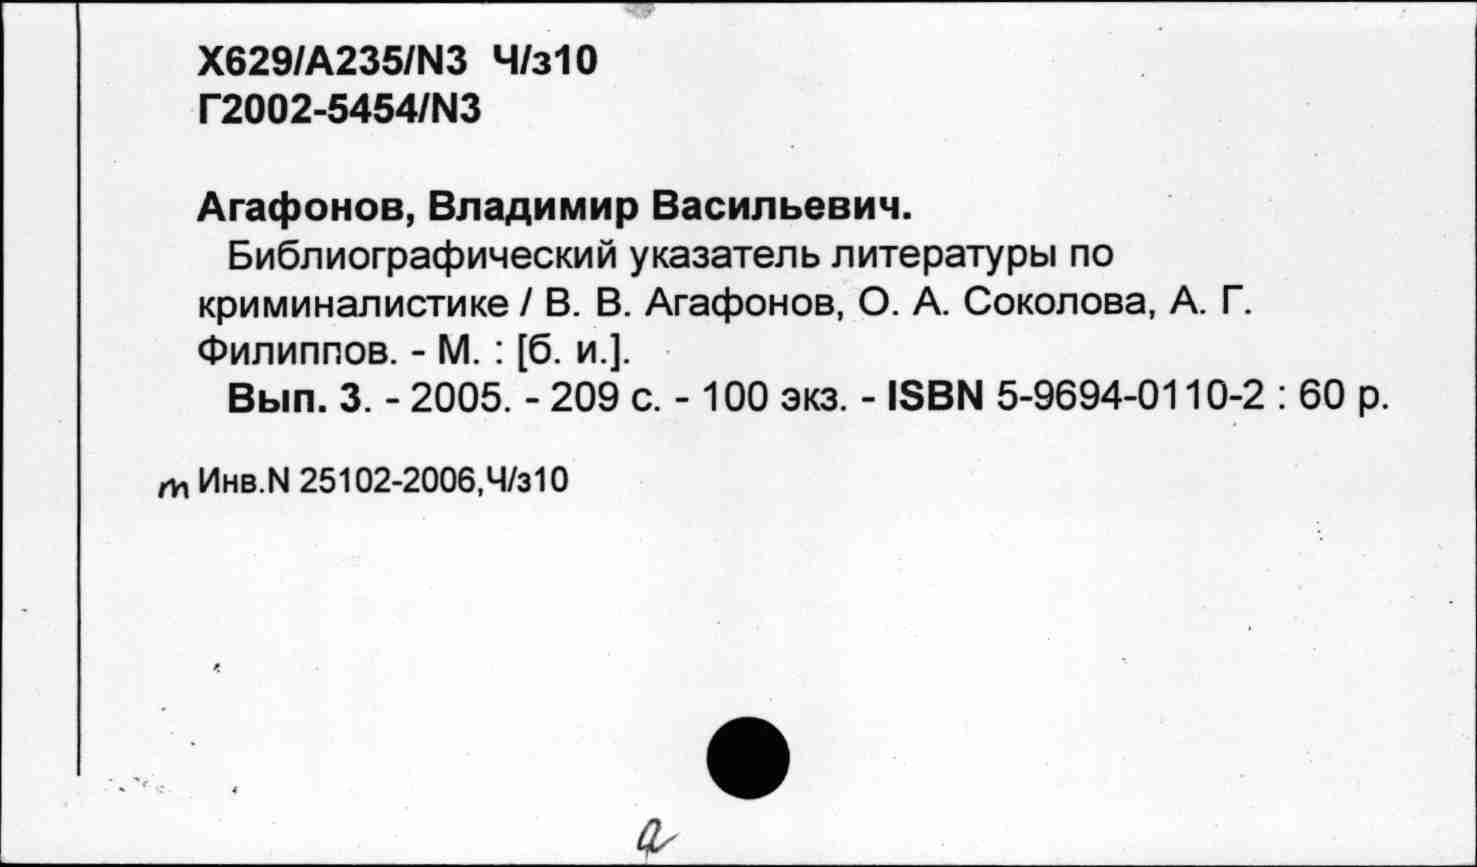 Х629/А235/N3 Ч/з10
Г2002-5454/N3
Агафонов, Владимир Васильевич.
Библиографический указатель литературы по
криминалистике / В. В. Агафонов, О. А. Соколова, А. Г.
Филиппов. - М. : [б. и.].
Вып. 3. - 2005. - 209 с. - 100 экз. - ISBN 5-9694-0110-2 : 60 р.
т Инв.N 25102-2006,Ч/з10
а